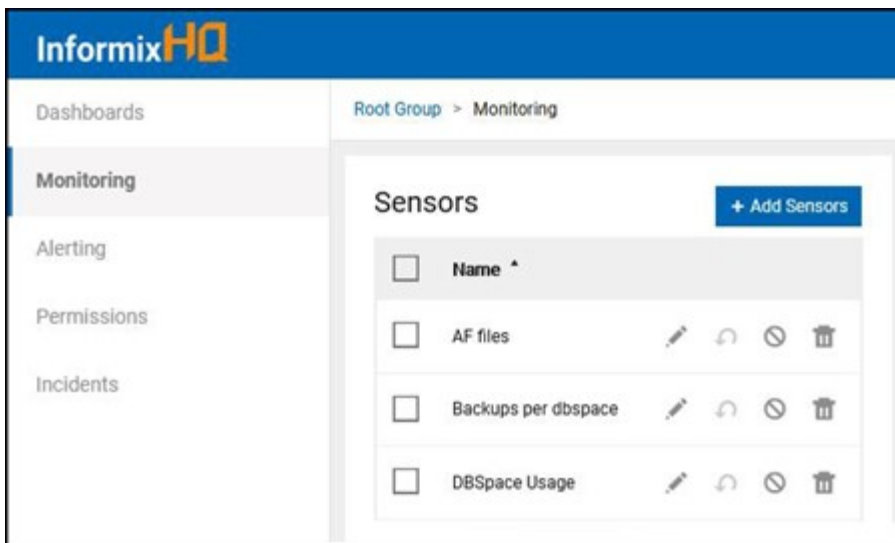 InformixHQ
Dashboards
Monitoring
Alerting
Permissions
Incidents
Root Group > Monitoring
Sensors
+ Add Sensors
Name
AF files
Backups per dbspace
DBSpace Usage